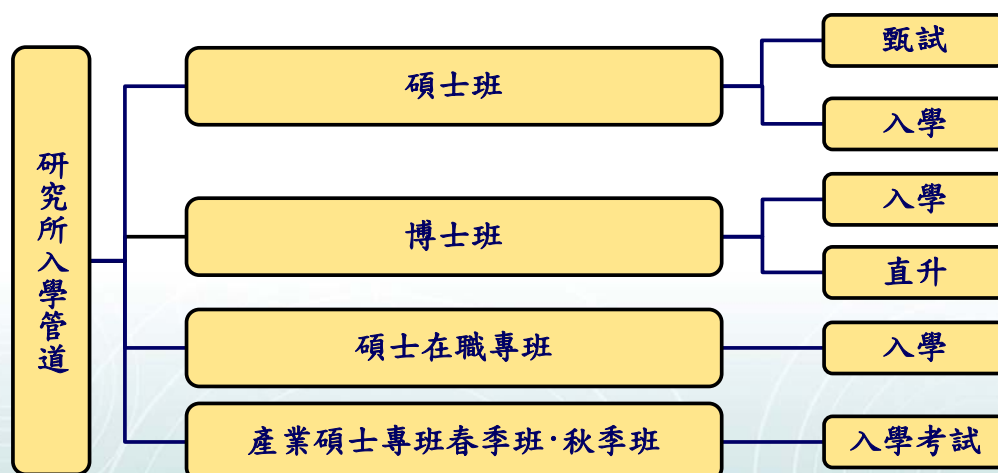 研究所入學管道
碩士班
甄試
入學
博士班
入學
直升
碩士在職專班
入學
產業碩士專班春季班·秋季班
入學考試